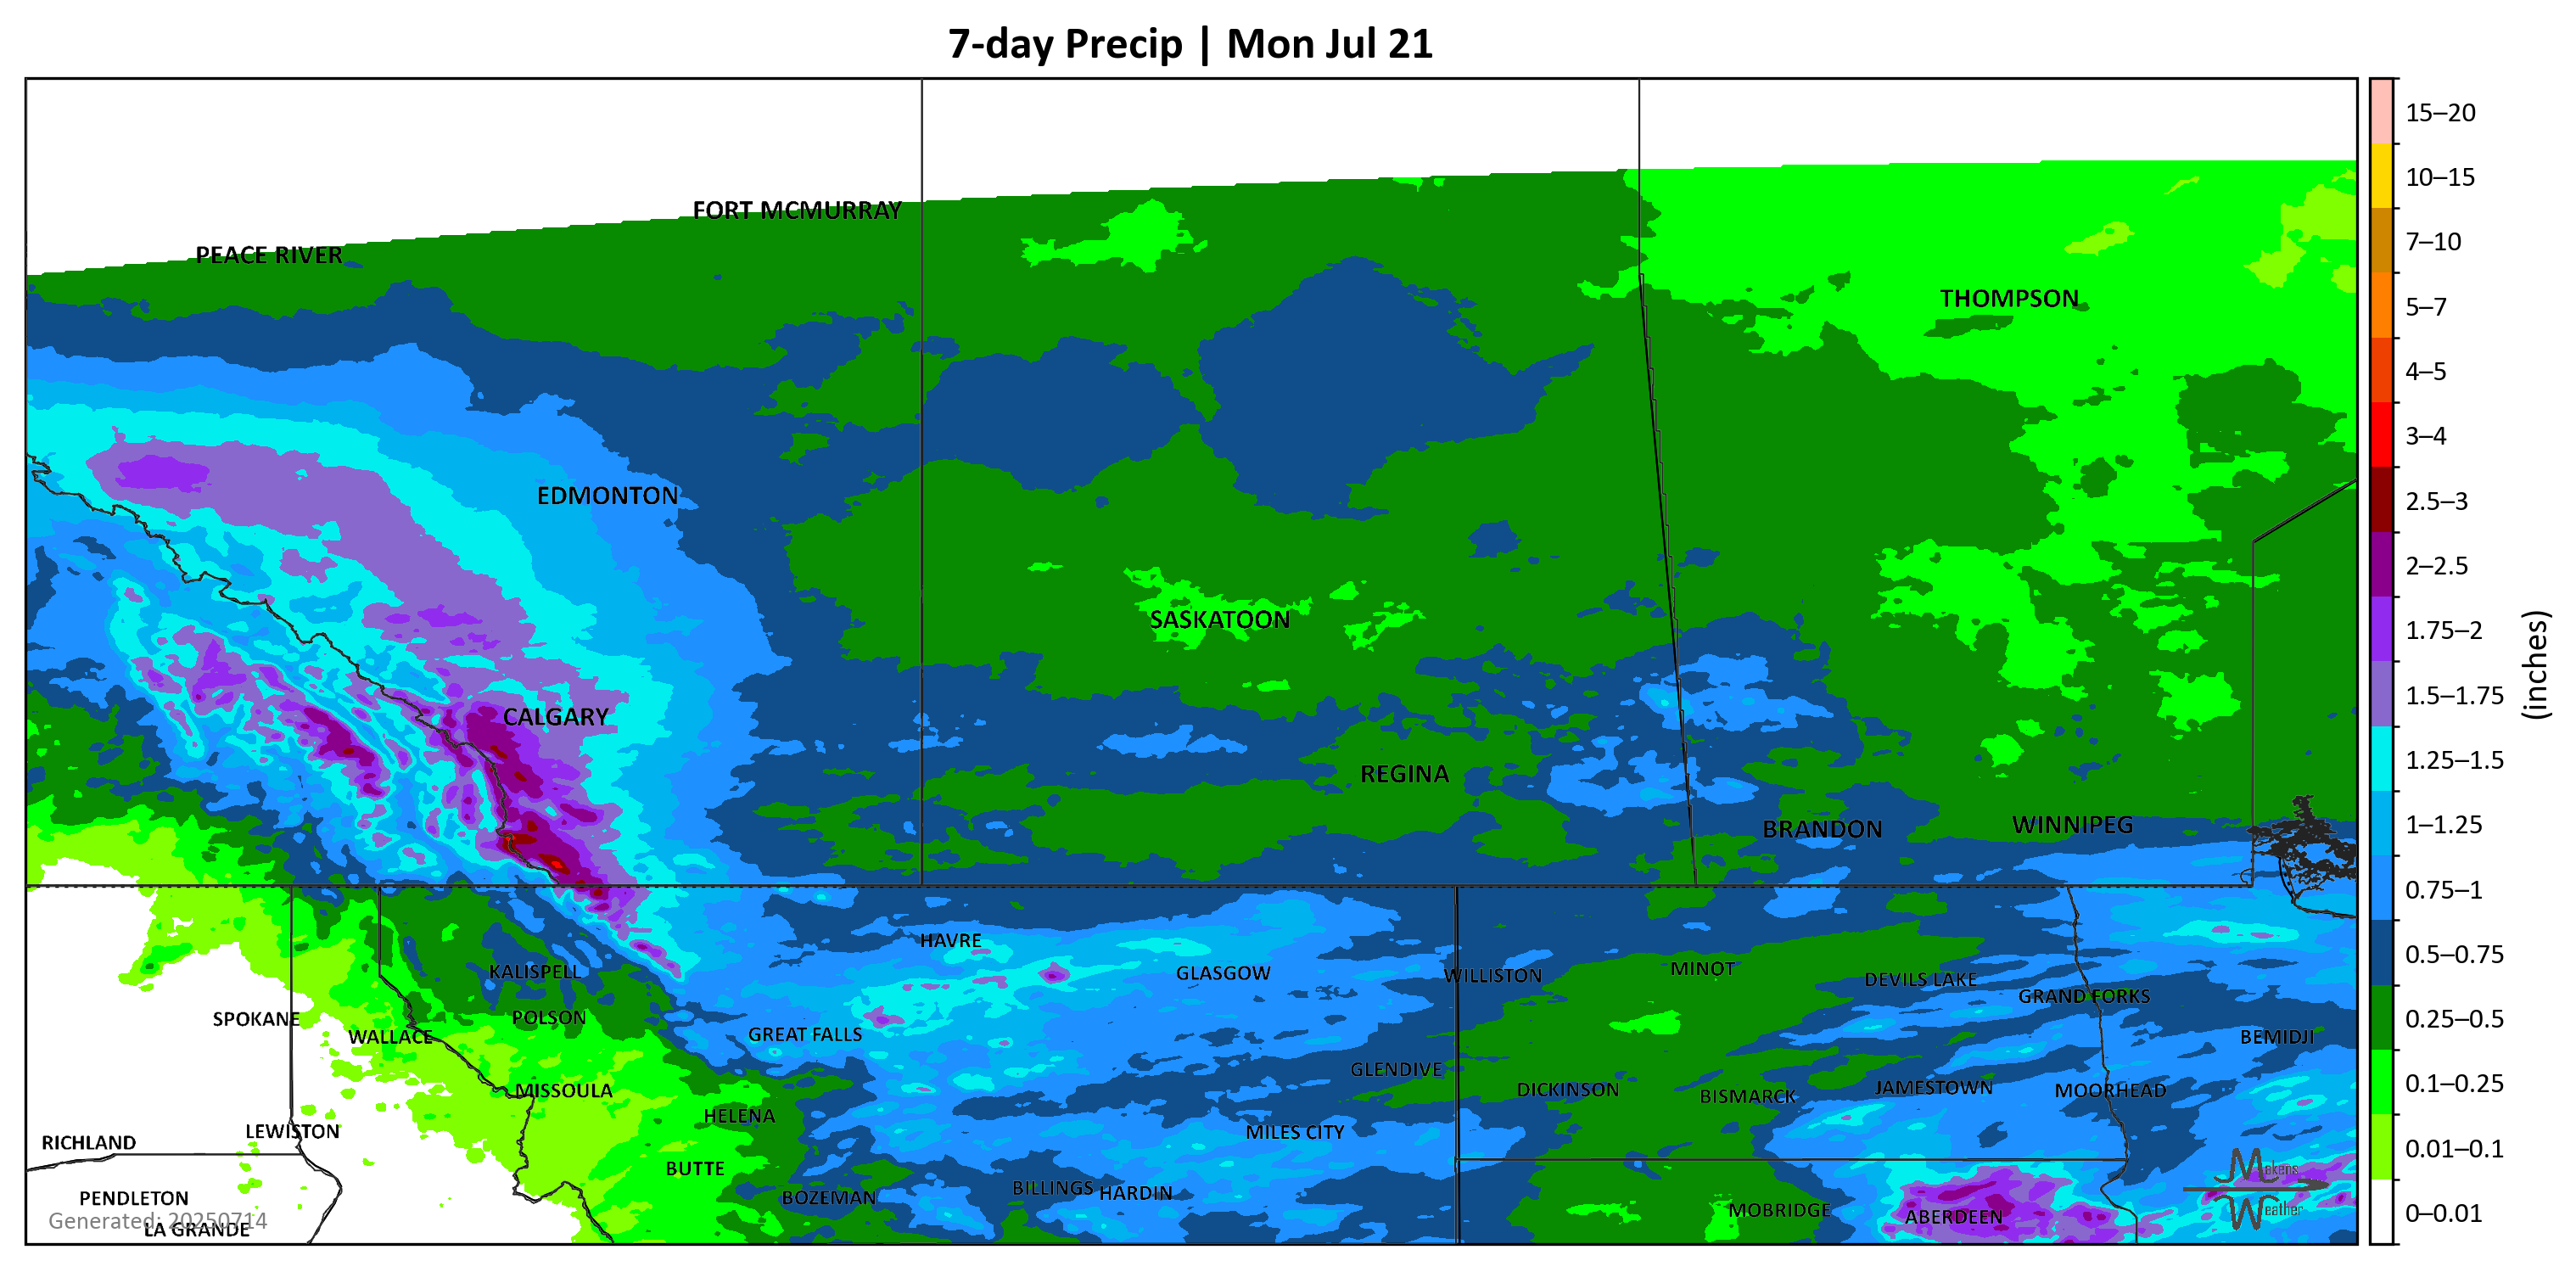 7-day Precip | Mon Jul 21
15–20
10–15
FORT MCMURRAY
7–10
PEACE RIVER
THOMPSON
5–7
4–5
3–4
EDMONTON
2.5–3
2–2.5
SASKATOON
1.75–2
(inches)
1.5–1.75
CALGARY
1.25–1.5
REGINA
WINNIPEG
1–1.25
BRANDON
0.75–1
HAVRE
0.5–0.75
MINOT
KALISPELL
GLASGOW
WILLISTON
DEVILS LAKE
GRAND FORKS
SPOKANE
POLSON
0.25–0.5
GREAT FALLS
WALLACE
BEMIDJI
GLENDIVE
0.1–0.25
MISSOULA
DICKINSON
JAMESTOWN
MOORHEAD
BISMARCK
HELENA
LEWISTON
MILES CITY
RICHLAND
0.01–0.1
BUTTE
Mekens
BILLINGS
HARDIN
PENDLETON
BOZEMAN
Weather
MOBRIDGE
0–0.01
ABERDEEN
Generated: 20250714
LA GRANDE